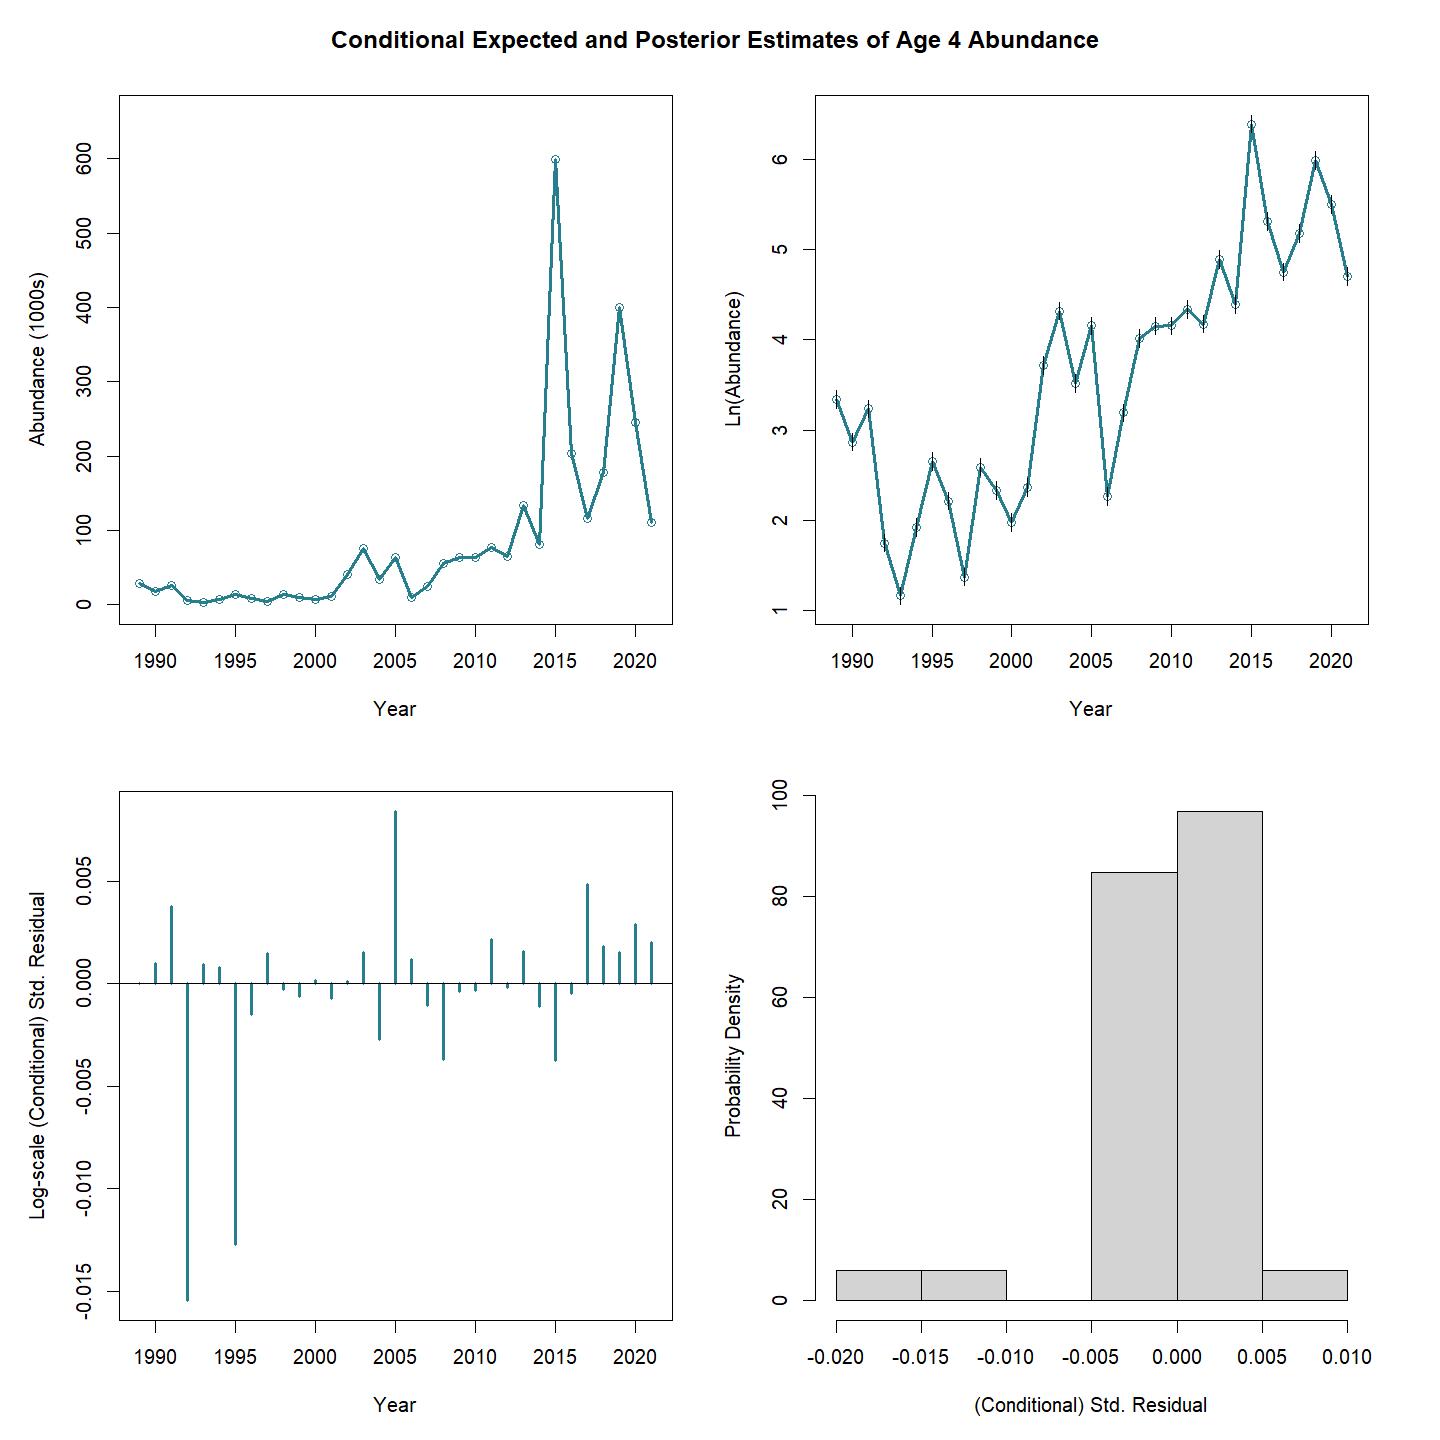 Conditional Expected and Posterior Estimates of Age 4 Abundance
Abundance (1000s)
600
500
400
300
200
100
0
1990 1995 2000 2005 2010 2015 2020
Year
Ln(Abundance)
6
5
4
3
2
1
1990 1995 2000 2005 2010 2015 2020
Year
Log-scale (Conditional) Std. Residual
0.005
0.000
-0.005
-0.010
-0.015
1990 1995 2000 2005 2010 2015 2020
Year
Probability Density
100
80
60
40
20
0
-0.020 -0.015 -0.010 -0.005 0.000 0.005 0.010
(Conditional) Std. Residual